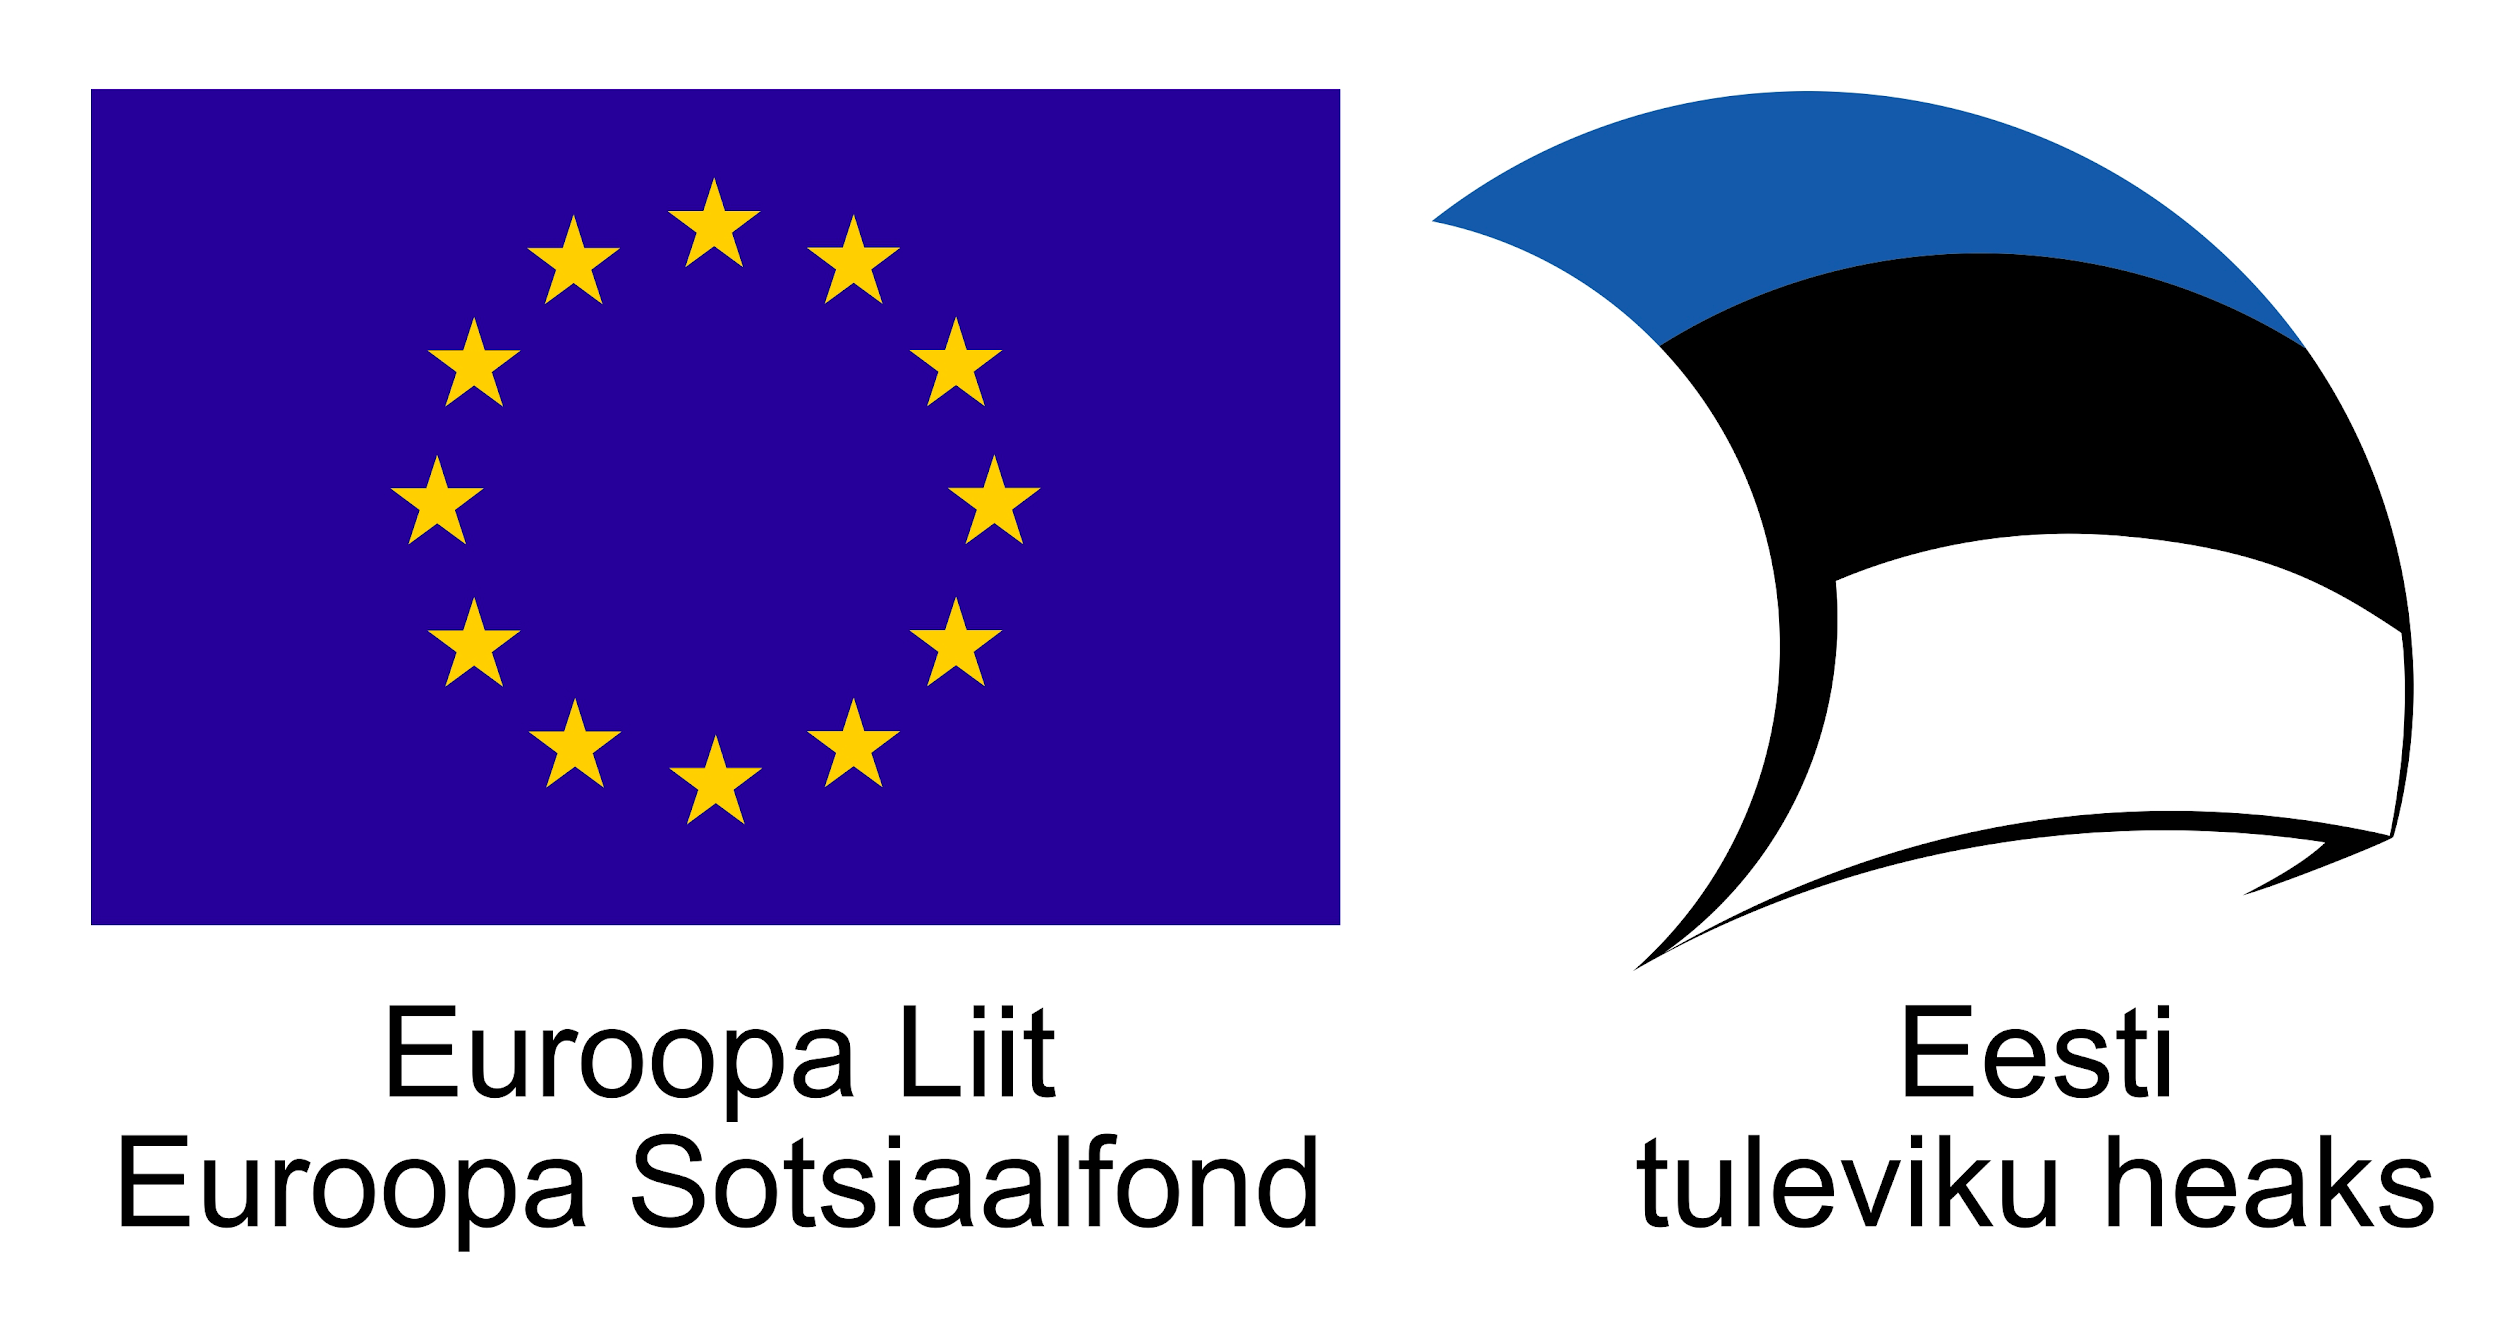 Euroopa Liit
Euroopa Sotsiaalfond
Eesti
tuleviku heaks